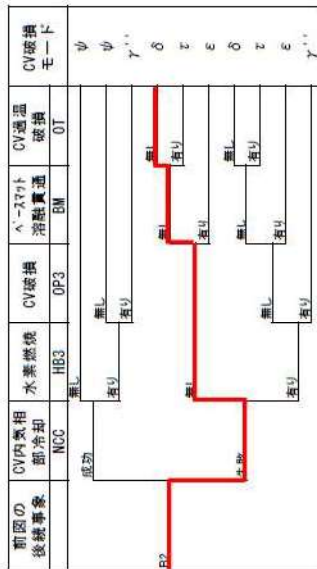 前図の
後続事象
CV内気相
部冷却
NCC
水素燃焼
HB3
CV破損
OP3
ベースマット
溶融貫通
BM
CV過温
破損
OT
CV破損
モード
無し
ψ
成功
無し
ψ
有り
有り
γ''
無し
δ
B2
無し
有り
τ
無し
有り
ε
無し
δ
失敗
無し
有り
τ
無し
有り
ε
有り
有り
γ''